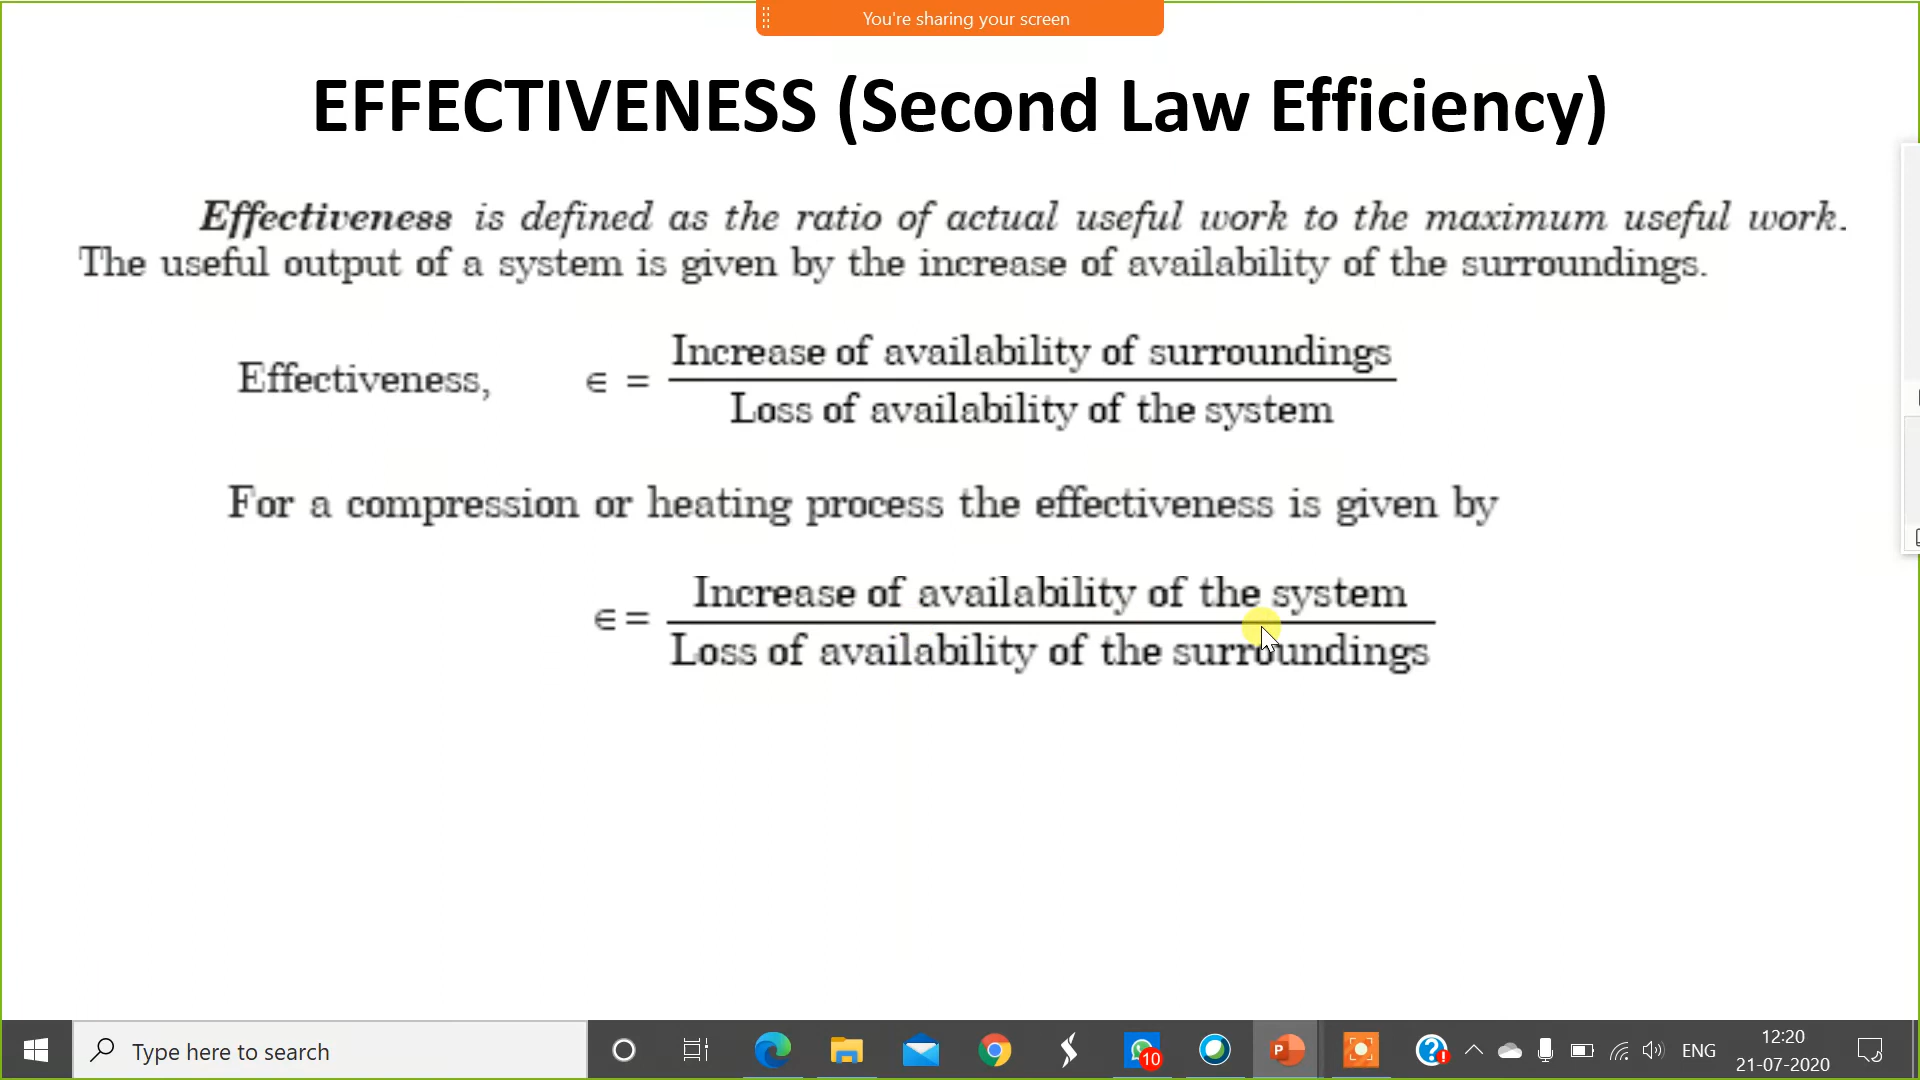 You're sharing your screen
EFFECTIVENESS (Second Law Efficiency)
Effectiveness is defined as the ratio of actual useful work to the maximum useful work.
The useful output of a system is given by the increase of availability of the surroundings.
Effectiveness, ∈ = Increase of availability of surroundings
Loss of availability of the system
For a compression or heating process the effectiveness is given by
∈ = Increase of availability of the system
Loss of availability of the surroundings
Type here to search
10
P
ENG
12:20
21-07-2020